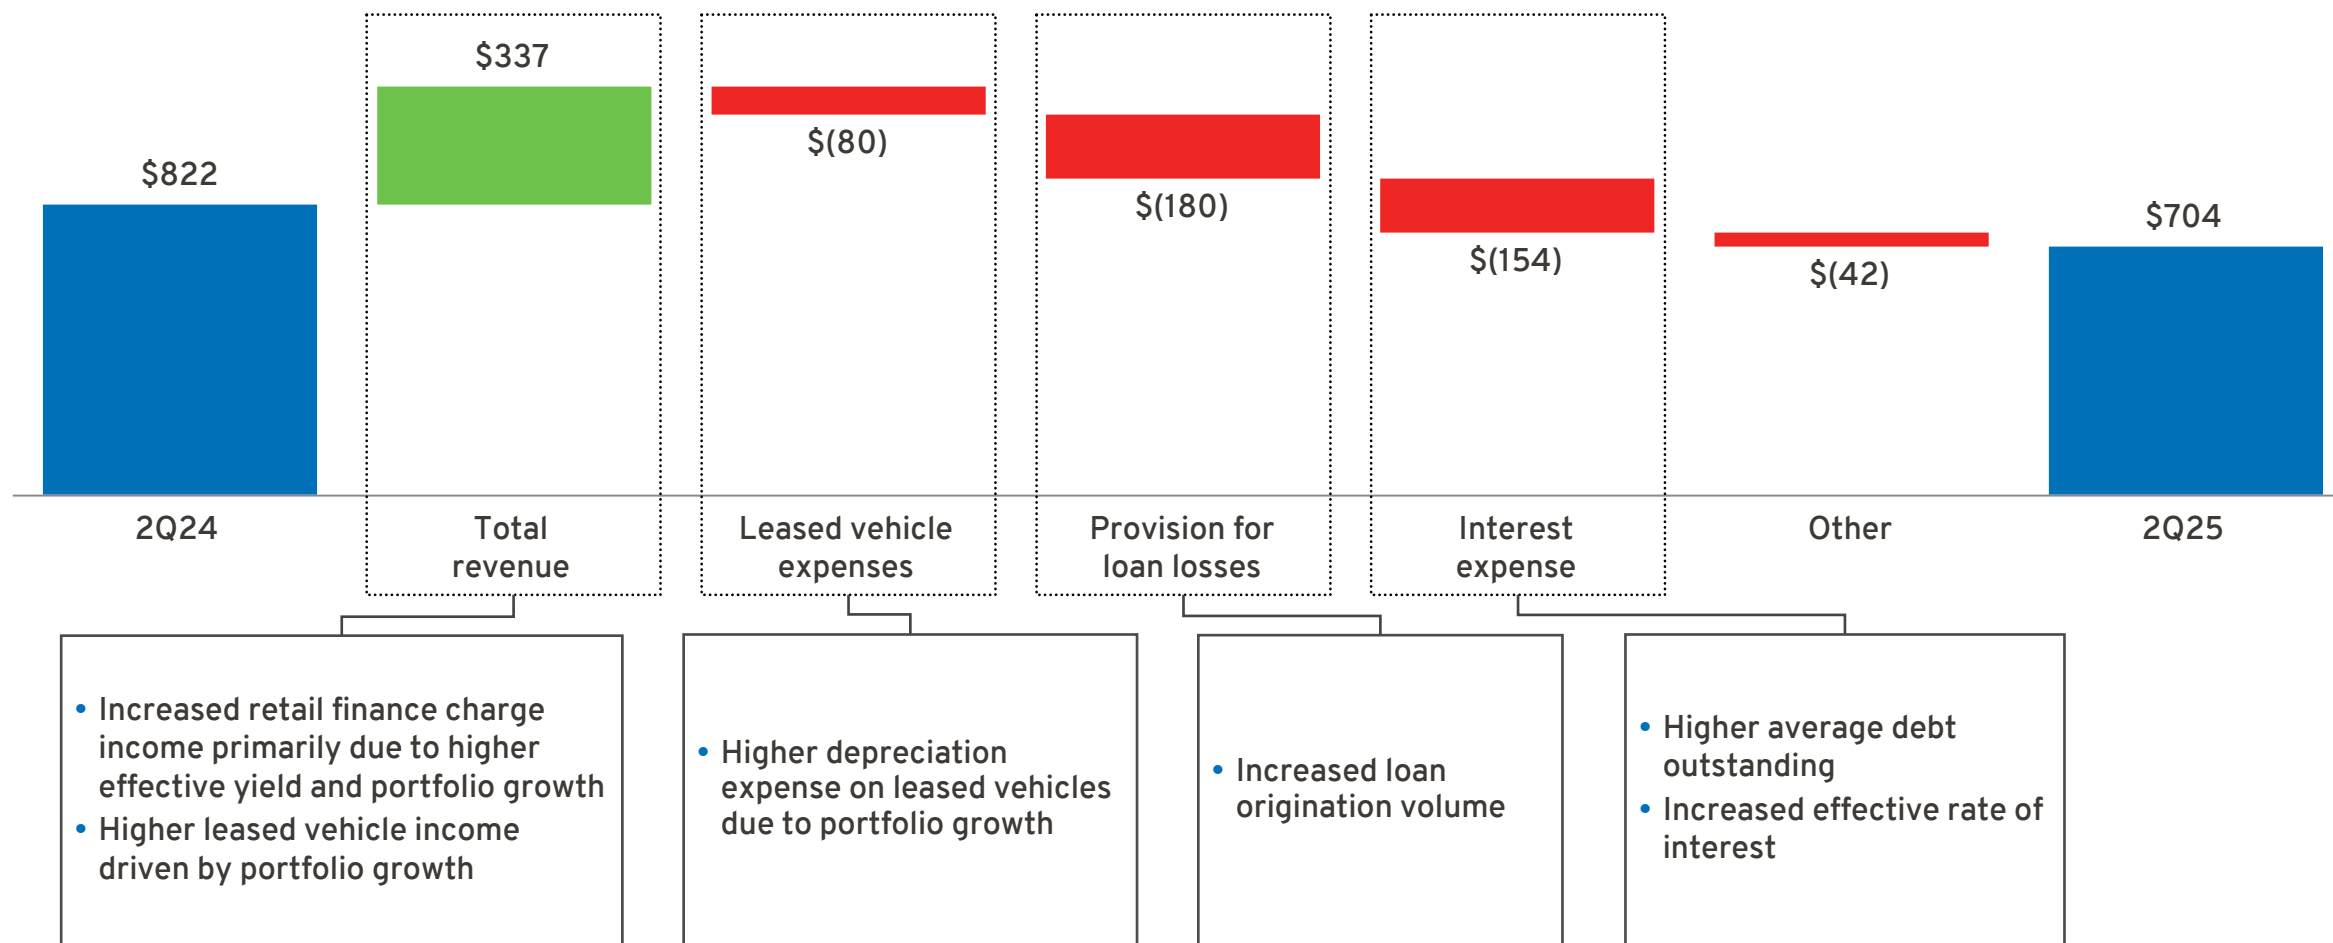 $822
$337
$(80)
$(180)
$(154)
$(42)
$704
2Q24
Total
revenue
Leased vehicle
expenses
Provision for
loan losses
Interest
expense
Other
2Q25
• Increased retail finance charge
income primarily due to higher
effective yield and portfolio growth
• Higher leased vehicle income
driven by portfolio growth
• Higher depreciation
expense on leased vehicles
due to portfolio growth
• Increased loan
origination volume
• Higher average debt
outstanding
• Increased effective rate of
interest